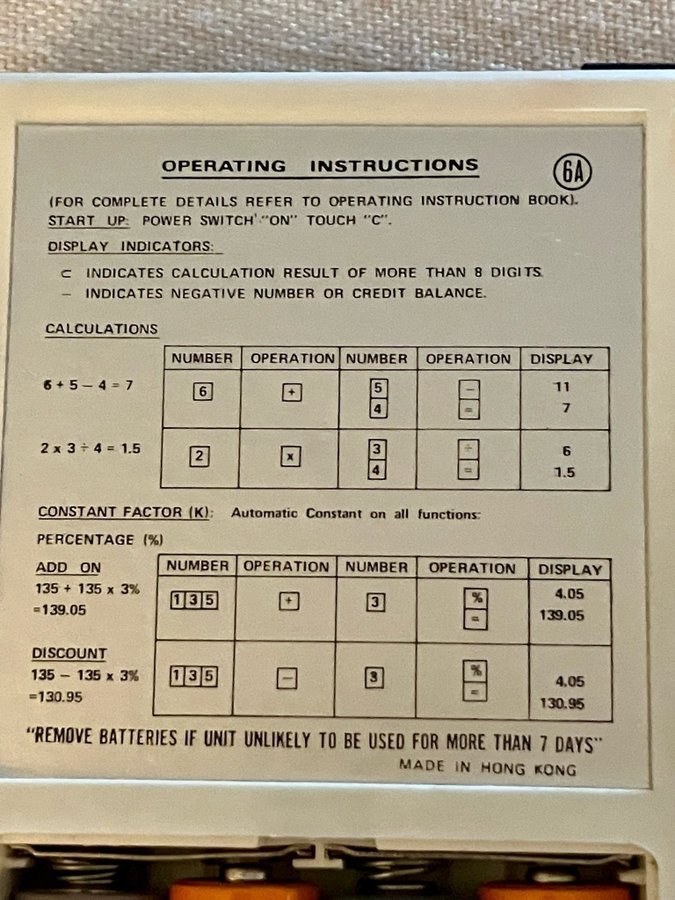 OPERATING INSTRUCTIONS 6A
(FOR COMPLETE DETAILS REFER TO OPERATING INSTRUCTION BOOK).
START UP: POWER SWITCH "ON" TOUCH "C".
DISPLAY INDICATORS:
⊂ INDICATES CALCULATION RESULT OF MORE THAN 8 DIGITS.
− INDICATES NEGATIVE NUMBER OR CREDIT BALANCE.
CALCULATIONS
NUMBER OPERATION NUMBER OPERATION DISPLAY
6 + 5 − 4 = 7 6 + 5 − 11
4 = 7
2 x 3 ÷ 4 = 1.5 2 x 3 ÷ 6
4 = 1.5
CONSTANT FACTOR (K): Automatic Constant on all functions:
PERCENTAGE (%)
ADD ON NUMBER OPERATION NUMBER OPERATION DISPLAY
135 + 135 x 3% 135 + 3 % 4.05
=139.05 = 139.05
DISCOUNT
135 − 135 x 3% 135 − 3 % 4.05
=130.95 = 130.95
"REMOVE BATTERIES IF UNIT UNLIKELY TO BE USED FOR MORE THAN 7 DAYS"
MADE IN HONG KONG